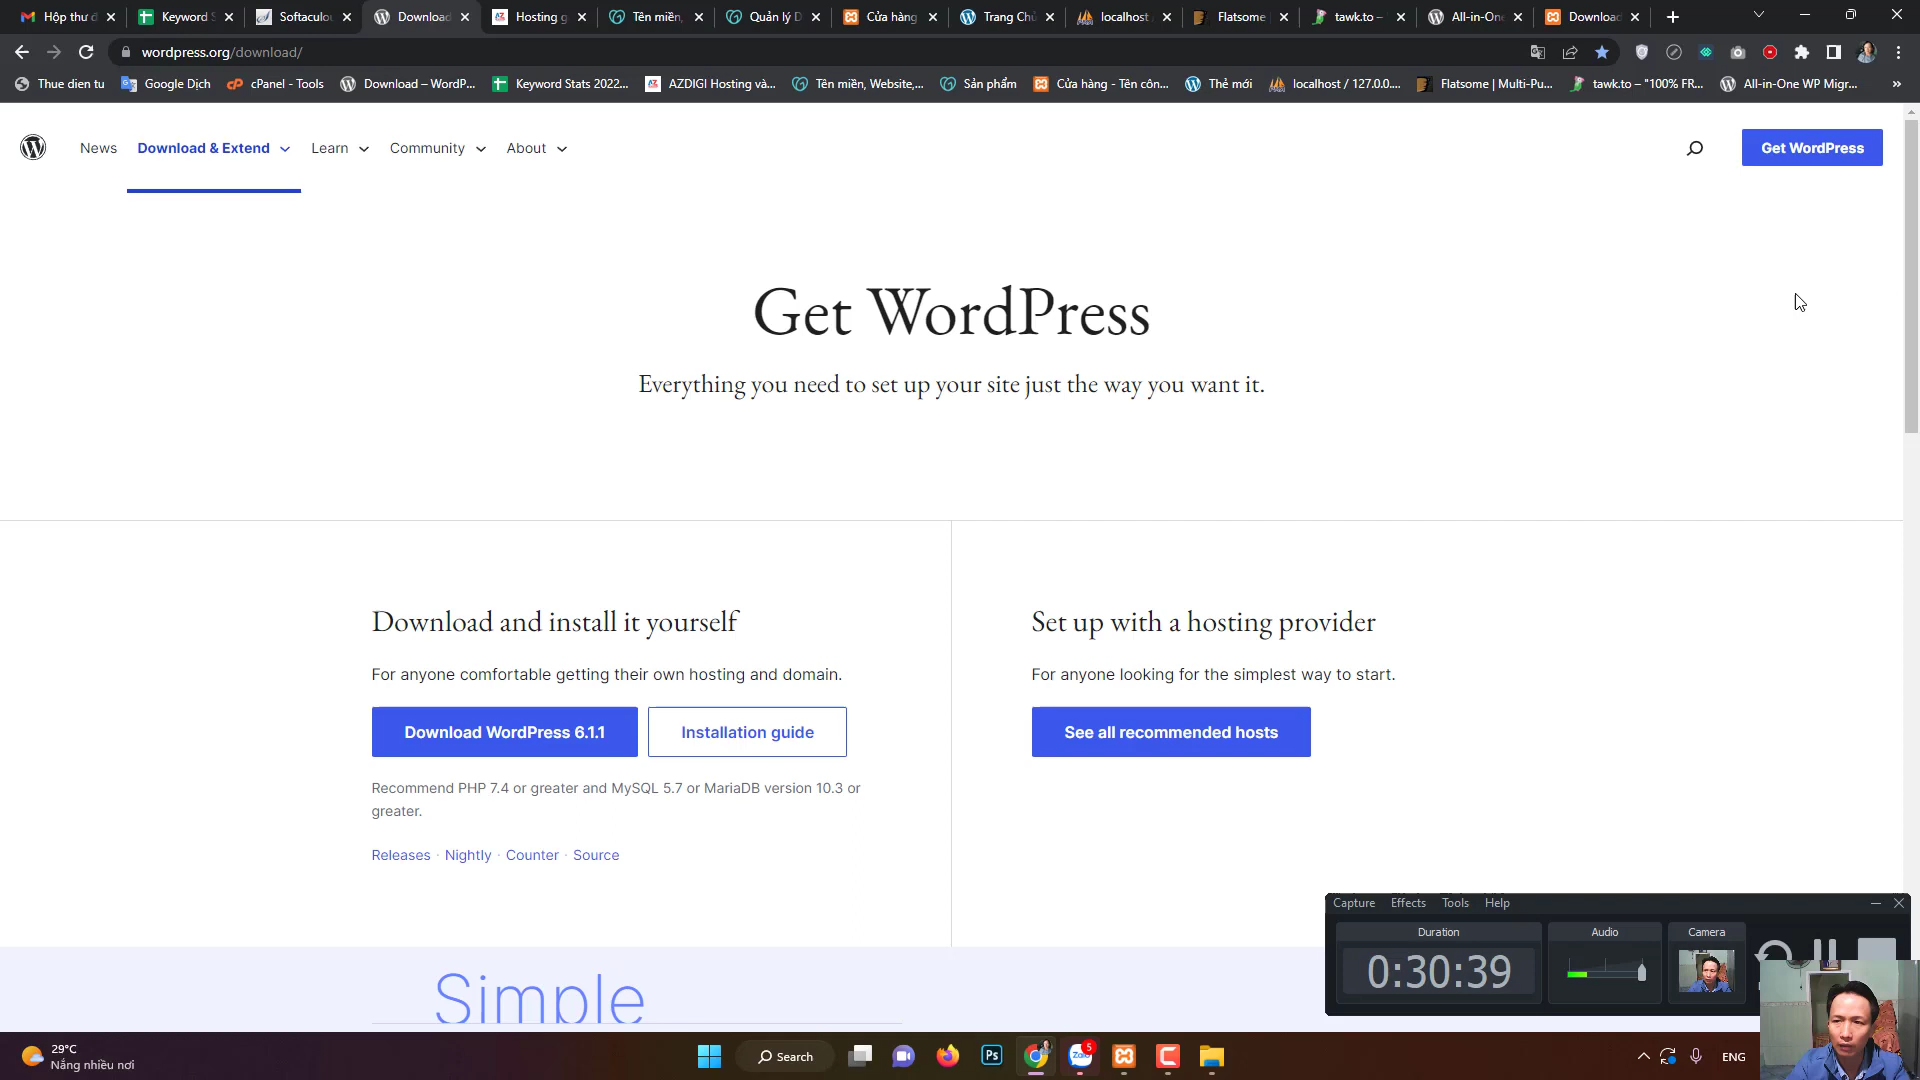 Hộp thư đ
Keyword S
Softaculou
Download
Hosting g
Tên miền,
Quản lý D
Cửa hàng
Trang Chủ
localhost
Flatsome
tawk.to –
All-in-One
Download
wordpress.org/download/
Thue dien tu
Google Dịch
cPanel - Tools
Download – WordP...
Keyword Stats 2022...
AZDIGI Hosting và...
Tên miền, Website,...
Sản phẩm
Cửa hàng - Tên côn...
Thẻ mới
localhost / 127.0.0....
Flatsome | Multi-Pu...
tawk.to – "100% FR...
All-in-One WP Migr...
News
Download & Extend
Learn
Community
About
Get WordPress
Get WordPress
Everything you need to set up your site just the way you want it.
Download and install it yourself
For anyone comfortable getting their own hosting and domain.
Download WordPress 6.1.1
Installation guide
Recommend PHP 7.4 or greater and MySQL 5.7 or MariaDB version 10.3 or
greater.
Releases · Nightly · Counter · Source
Set up with a hosting provider
For anyone looking for the simplest way to start.
See all recommended hosts
Simple
Capture Effects Tools Help
Duration
0:30:39
Audio
Camera
29°C
Nắng nhiều nơi
Search
Ps
Zalo
5
ENG